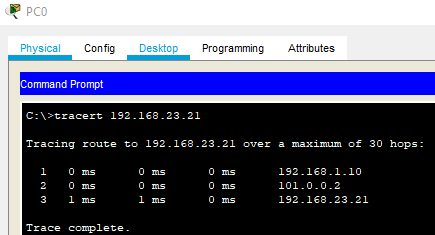 PC0
Physical Config Desktop Programming Attributes
Command Prompt
C:\>tracert 192.168.23.21
Tracing route to 192.168.23.21 over a maximum of 30 hops:
1 0 ms 0 ms 0 ms 192.168.1.10
2 0 ms 0 ms 0 ms 101.0.0.2
3 1 ms 1 ms 0 ms 192.168.23.21
Trace complete.